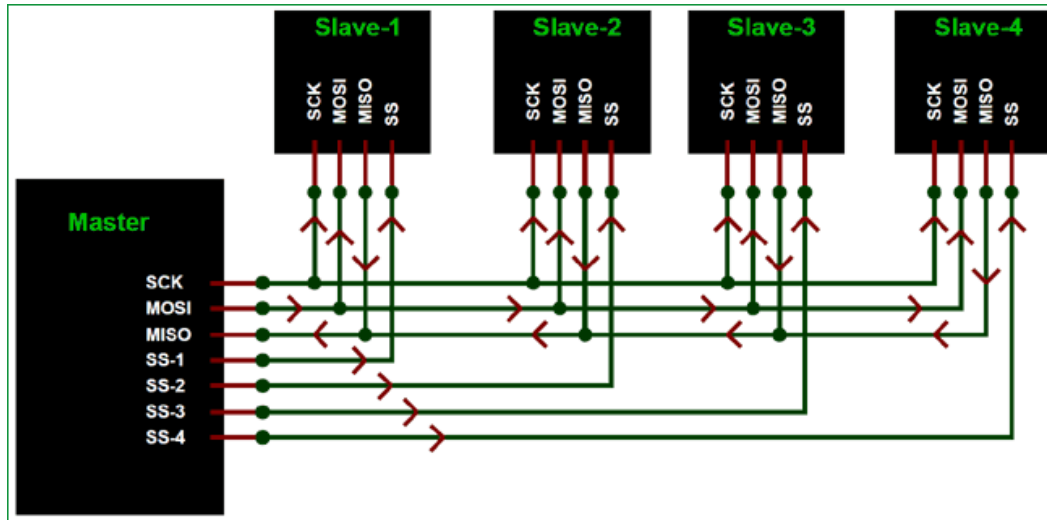 Slave-1 Slave-2 Slave-3 Slave-4
SCK MOSI MISO SS SCK MOSI MISO SS SCK MOSI MISO SS SCK MOSI MISO SS
Master
SCK
MOSI
MISO
SS-1
SS-2
SS-3
SS-4